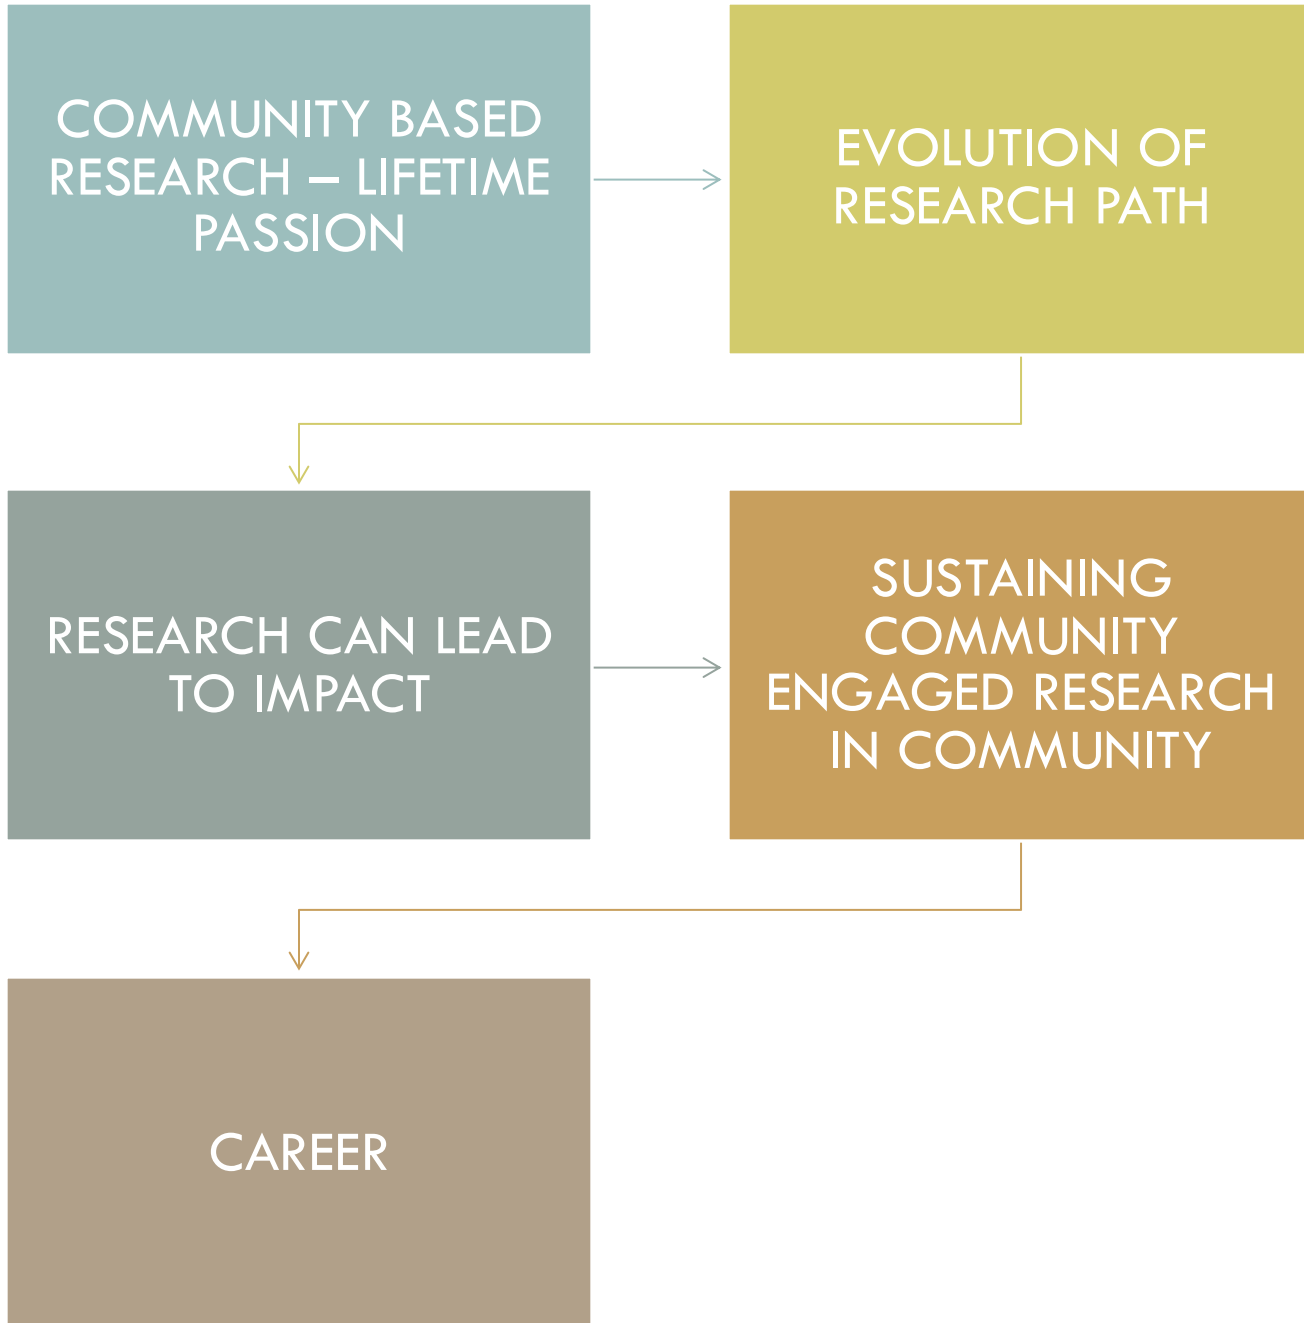 COMMUNITY BASED
RESEARCH – LIFETIME
PASSION
EVOLUTION OF
RESEARCH PATH
RESEARCH CAN LEAD
TO IMPACT
SUSTAINING
COMMUNITY
ENGAGED RESEARCH
IN COMMUNITY
CAREER